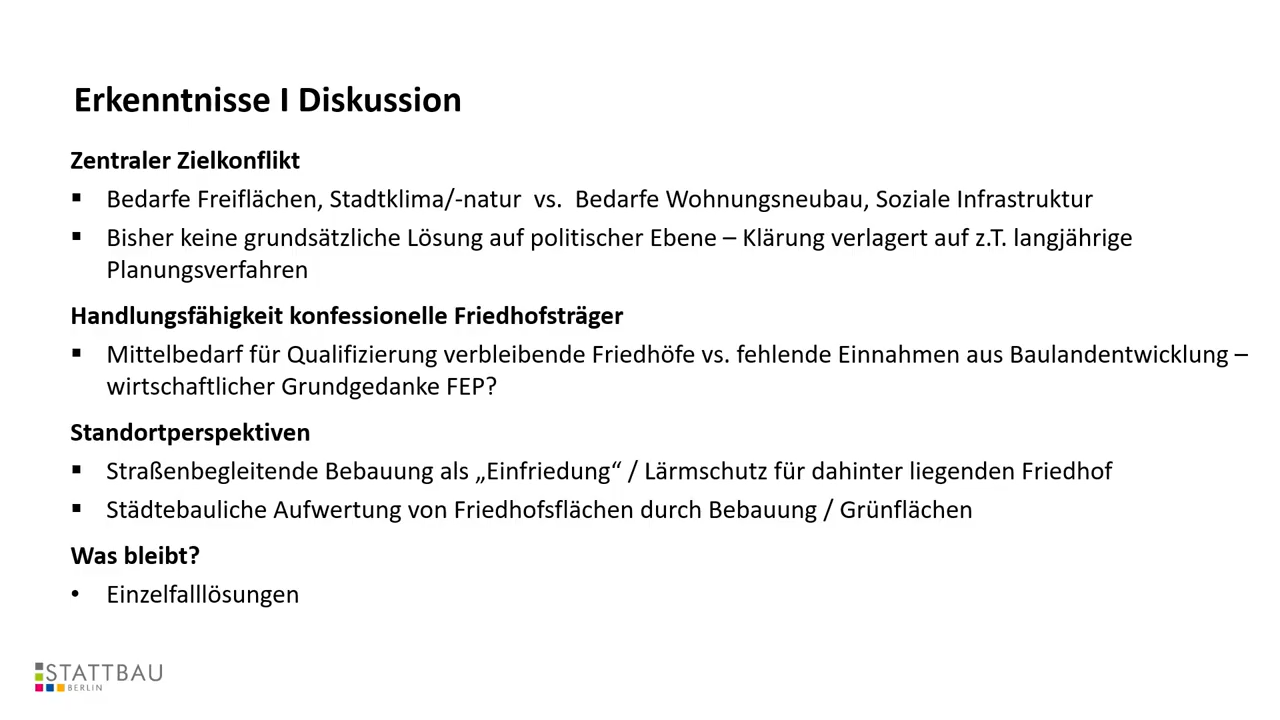 Erkenntnisse I Diskussion
Zentraler Zielkonflikt
▪ Bedarfe Freiflächen, Stadtklima/-natur vs. Bedarfe Wohnungsneubau, Soziale Infrastruktur
▪ Bisher keine grundsätzliche Lösung auf politischer Ebene – Klärung verlagert auf z.T. langjährige
Planungsverfahren
Handlungsfähigkeit konfessionelle Friedhofsträger
▪ Mittelbedarf für Qualifizierung verbleibende Friedhöfe vs. fehlende Einnahmen aus Baulandentwicklung –
wirtschaftlicher Grundgedanke FEP?
Standortperspektiven
▪ Straßenbegleitende Bebauung als „Einfriedung“ / Lärmschutz für dahinter liegenden Friedhof
▪ Städtebauliche Aufwertung von Friedhofsflächen durch Bebauung / Grünflächen
Was bleibt?
• Einzelfalllösungen
STATTBAU
BERLIN